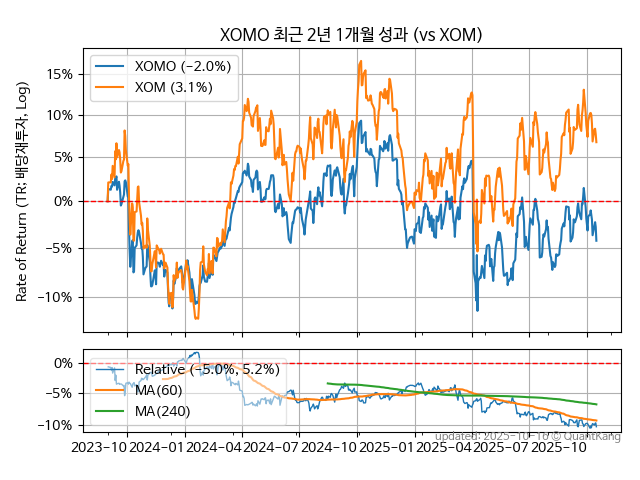 XOMO 최근 2년 1개월 성과 (vs XOM)
Rate of Return (TR: 배당재투자, Log)
15%
10%
5%
0%
−5%
−10%
XOMO (−2.0%)
XOM (3.1%)
0%
−5%
−10%
Relative (−5.0%, 5.2%)
MA(60)
MA(240)
2023-10 2024-01 2024-04 2024-07 2024-10 2025-01 2025-04 2025-07 2025-10
updated: 2025-10-16 © QuantKang